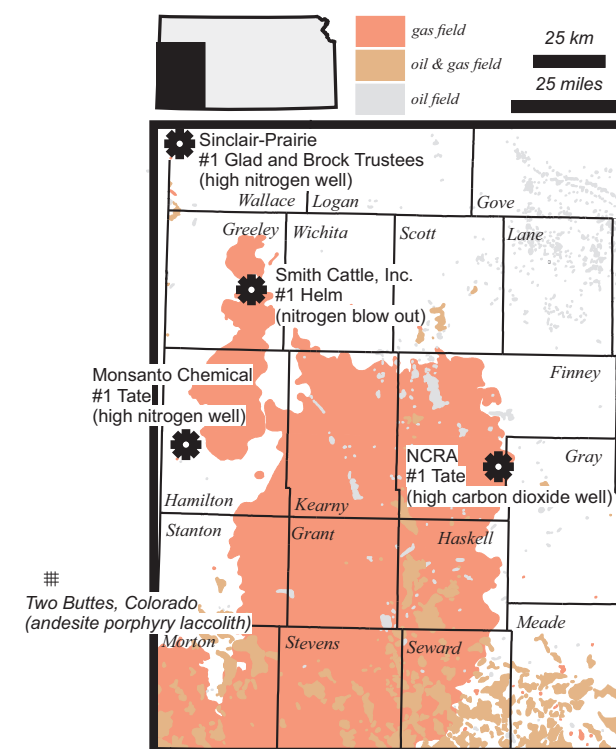 gas field
oil & gas field
oil field
25 km
25 miles
Sinclair-Prairie
#1 Glad and Brock Trustees
(high nitrogen well)
Wallace
Logan
Gove
Greeley
Wichita
Scott
Lane
Smith Cattle, Inc.
#1 Helm
(nitrogen blow out)
Monsanto Chemical
#1 Tate
(high nitrogen well)
Finney
NCRA
#1 Tate
(high carbon dioxide well)
Gray
Hamilton
Kearny
Stanton
Grant
Haskell
Two Buttes, Colorado
(andesite porphyry laccolith)
Meade
Morton
Stevens
Seward